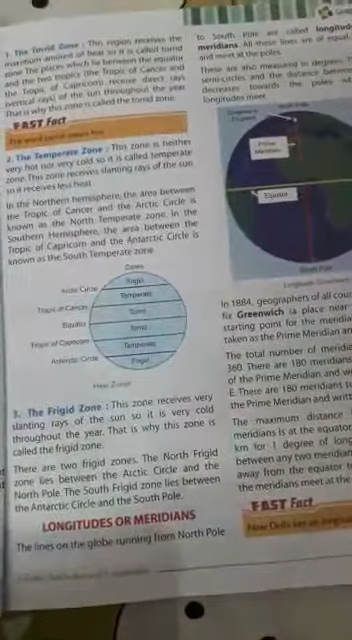 1. The Torrid Zone : This region receives the
maximum amount of heat so it is called torrid
zone The places which lie between the equator
and the two tropics (the Tropic of Cancer and
the Tropic of Capricorn) receive direct rays
(vertical rays) of the sun throughout the year
That is why this zone is called the torrid zone.
FAST Fact
The word torrid means hot
2. The Temperate Zone : This zone is neither
very hot nor very cold so it is called temperate
zone. This zone receives slanting rays of the sun
so it receives less heat.
In the Northern hemisphere, the area between
the Tropic of Cancer and the Arctic Circle is
known as the North Temperate zone. In the
Southern Hemisphere, the area between the
Tropic of Capricorn and the Antarctic Circle is
known as the South Temperate zone.
Zones
Arctic Circle
Tropic of Cancer
Equator
Tropic of Capricorn
Antarctic Circle
Frigid
Temperate
Torrid
Torrid
Temperate
Frigid
Heat Zones
3. The Frigid Zone : This zone receives very
slanting rays of the sun so it is very cold
throughout the year. That is why this zone is
called the frigid zone.
There are two frigid zones. The North Frigid
zone lies between the Arctic Circle and the
North Pole. The South Frigid zone lies between
the Antarctic Circle and the South Pole.
LONGITUDES OR MERIDIANS
The lines on the globe running from North Pole
to South Pole are called longitud
meridians. All these lines are of equal
and meet at the poles.
These are also measured in degrees. T
semi-circles and the distance betwee
decreases towards the poles wh
longitudes meet
Prime
Meridian
Equator
South Pole
In 1884, geographers of all cou
fix Greenwich (a place near
starting point for the meridia
taken as the Prime Meridian an
The total number of meridia
360. There are 180 meridians
of the Prime Meridian and w
E. There are 180 meridians t
the Prime Meridian and writt
The maximum distance
meridians is at the equator
km for 1 degree of long
between any two meridian
away from the equator t
the meridians meet at the
FAST Fact